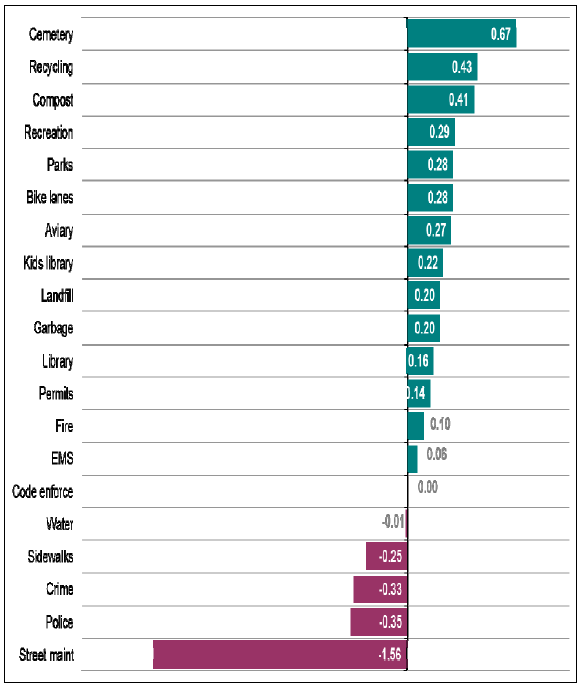 Cemetery 0.67
Recycling 0.43
Compost 0.41
Recreation 0.29
Parks 0.28
Bike lanes 0.28
Aviary 0.27
Kids library 0.22
Landfill 0.20
Garbage 0.20
Library 0.16
Permits 0.14
Fire 0.10
EMS 0.06
Code enforce 0.00
Water -0.01
Sidewalks -0.25
Crime -0.33
Police -0.35
Street maint -1.56